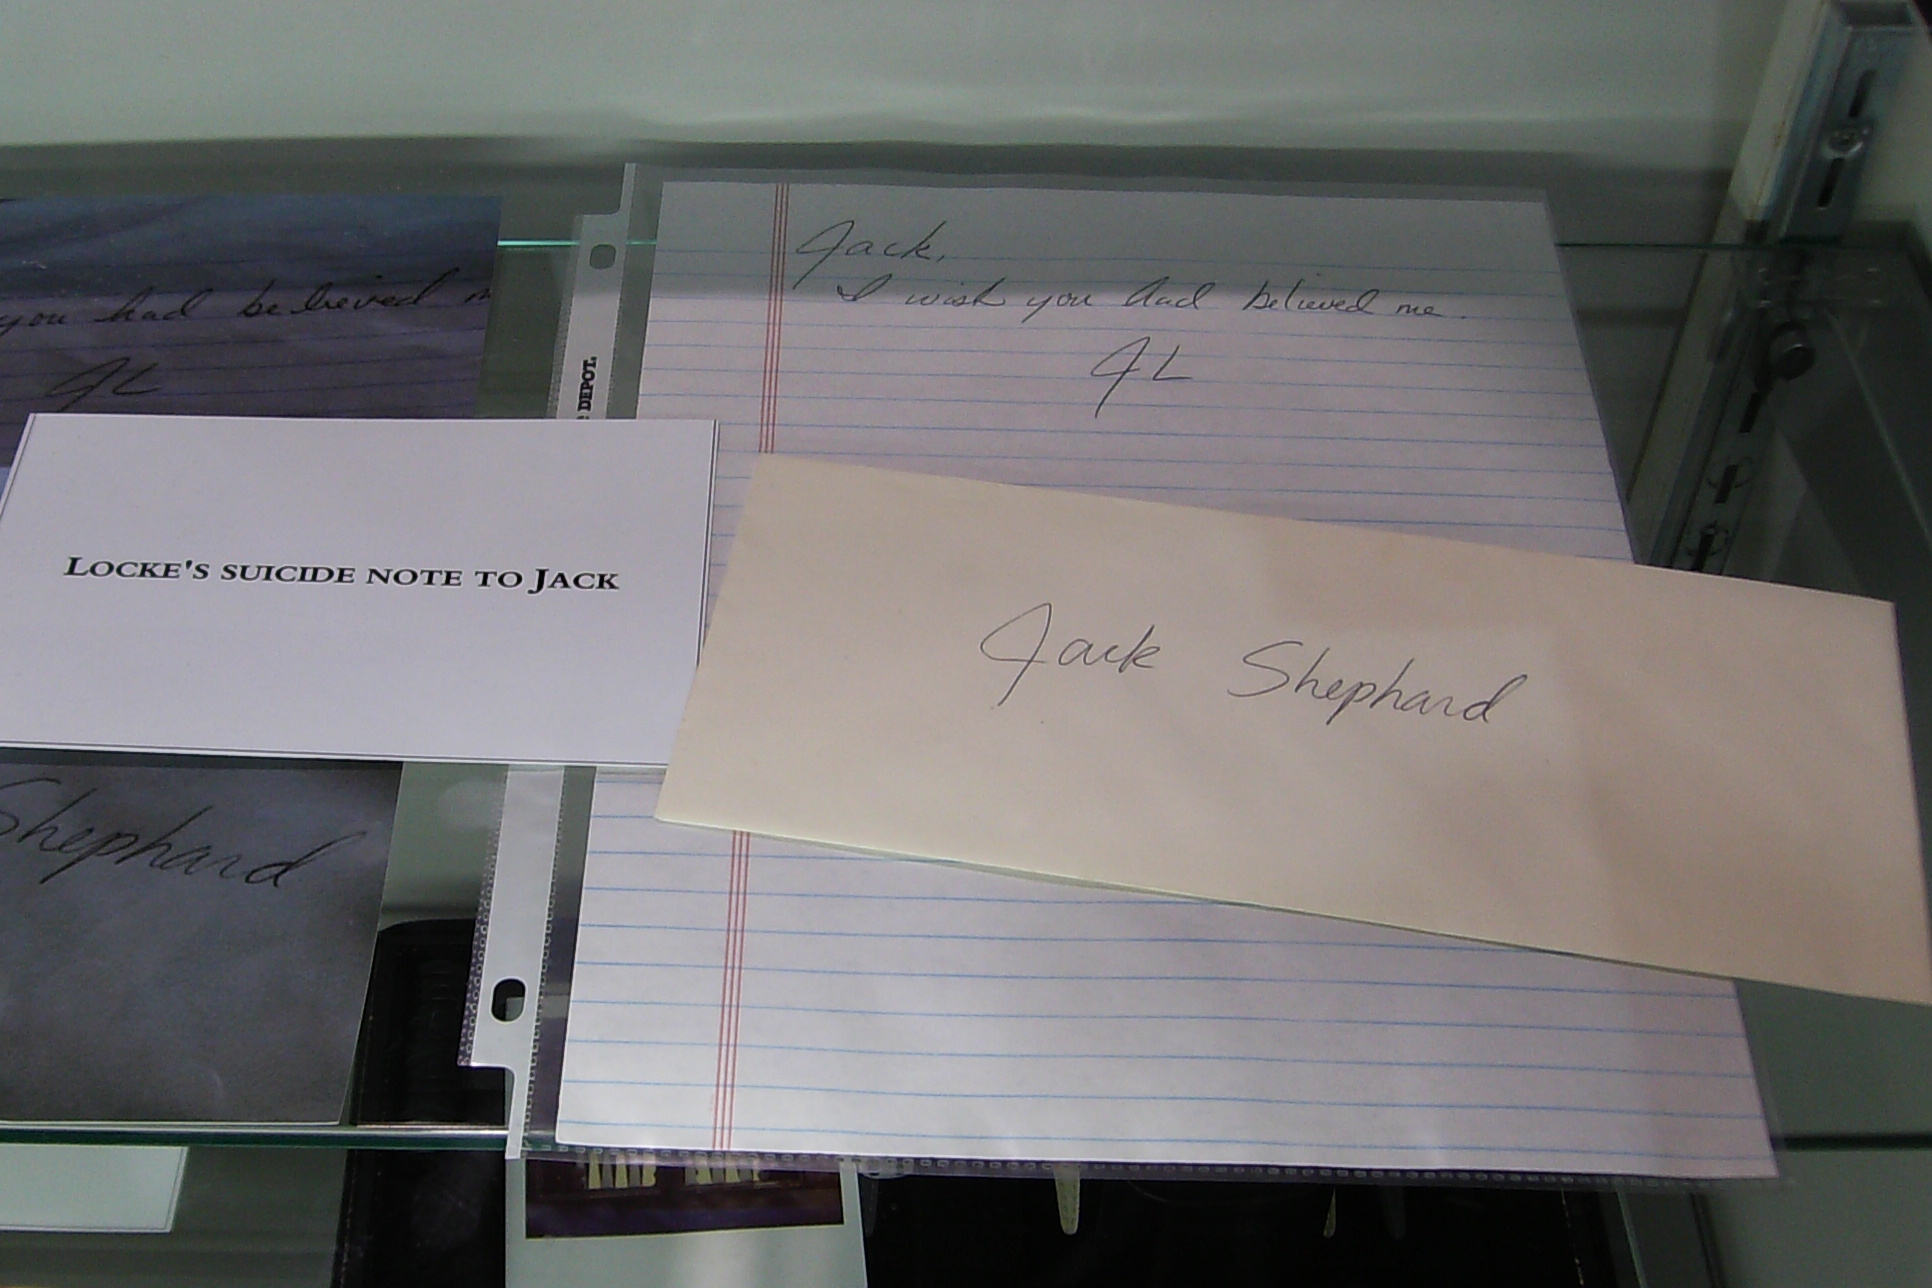 Jack,
I wish you had believed me.
JL
you had believed
JL
DEPOT.
LOCKE'S SUICIDE NOTE TO JACK
Jack Shephard
Shephard